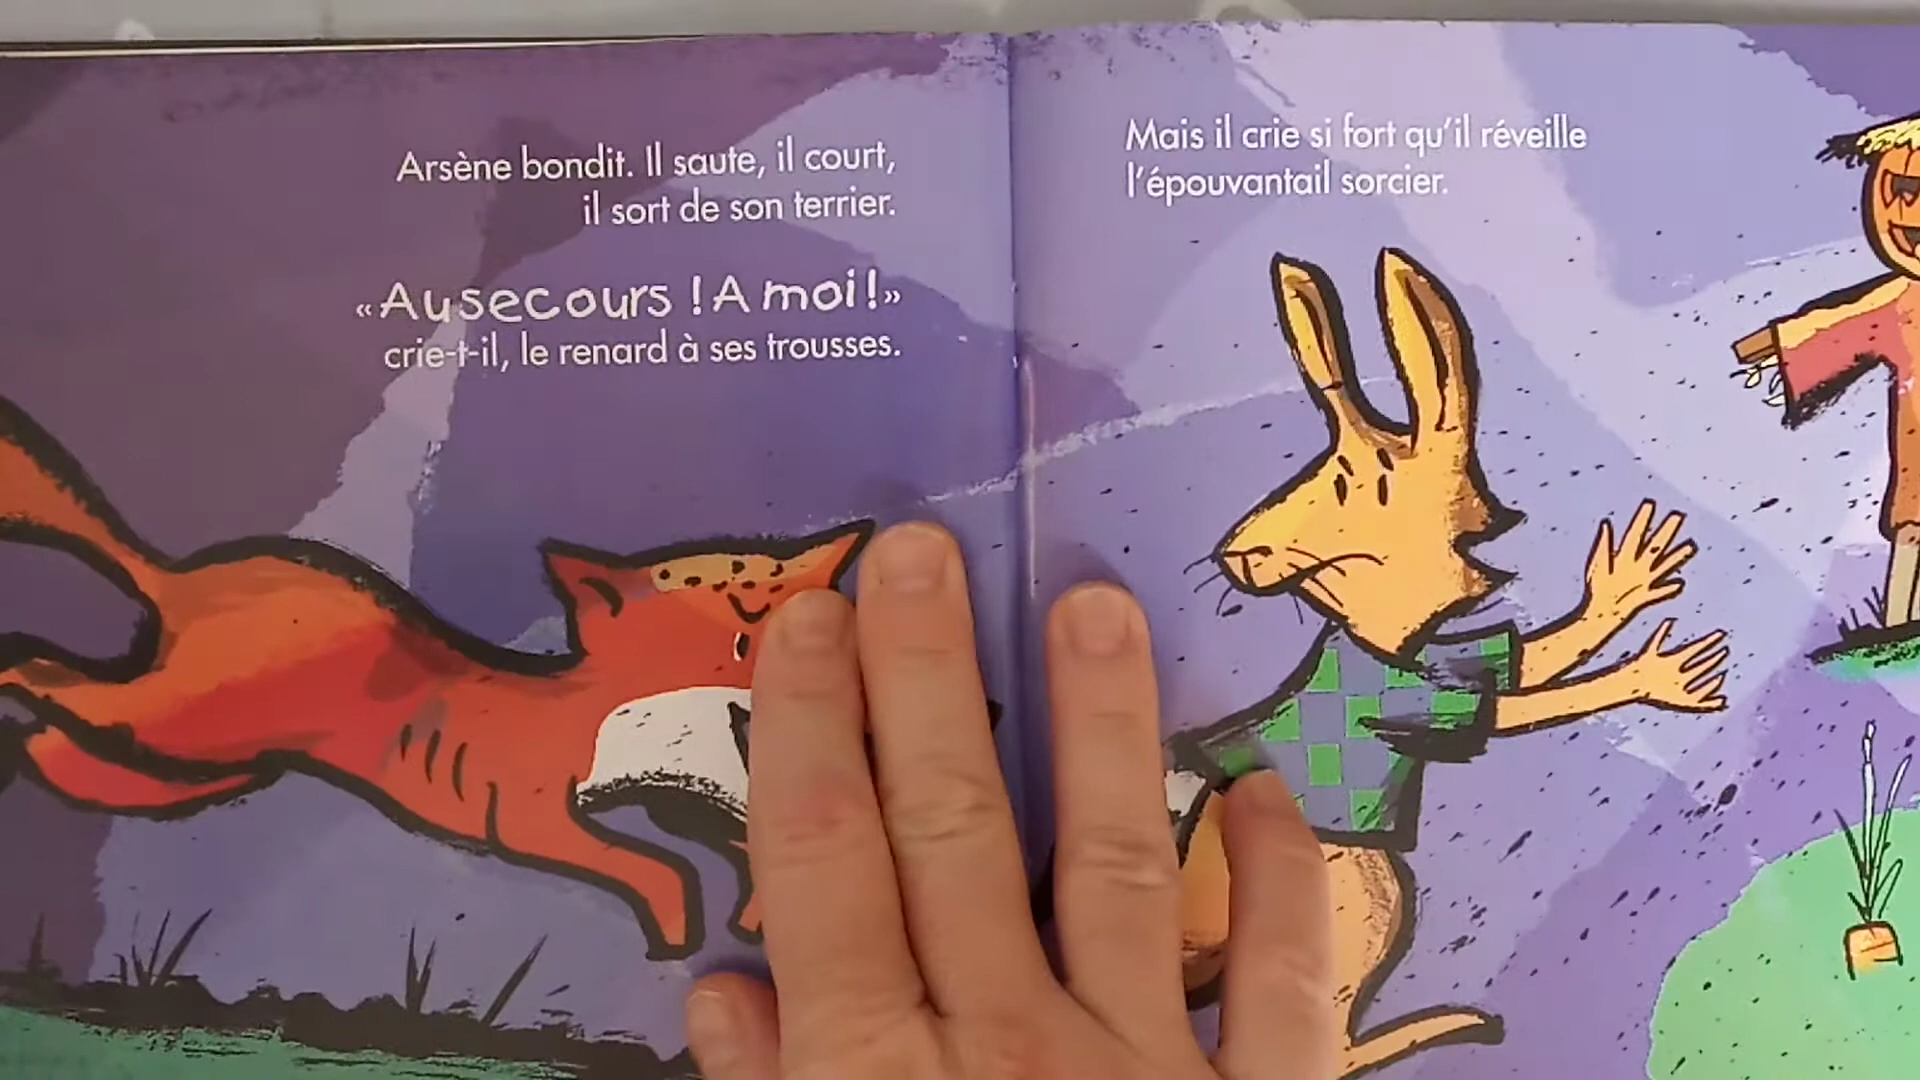 Arsène bondit. Il saute, il court,
il sort de son terrier.
«Au secours ! A moi !»
crie-t-il, le renard à ses trousses.
Mais il crie si fort qu'il réveille
l'épouvantail sorcier.